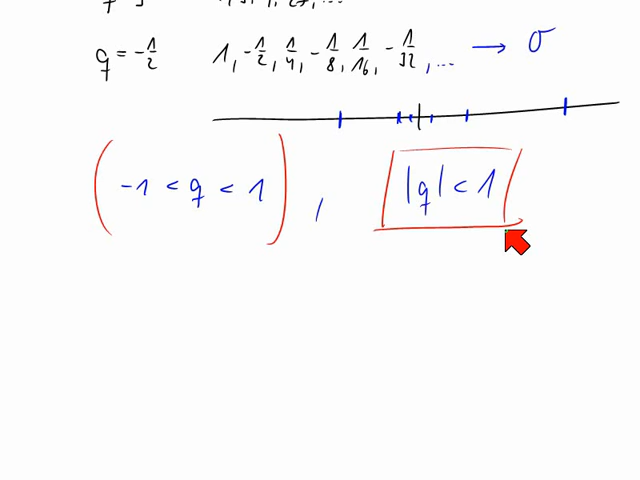 q = -1/2 1, -1/2, 1/4, -1/8, 1/16, -1/32, ... → 0
(-1 < q < 1) , |q| < 1